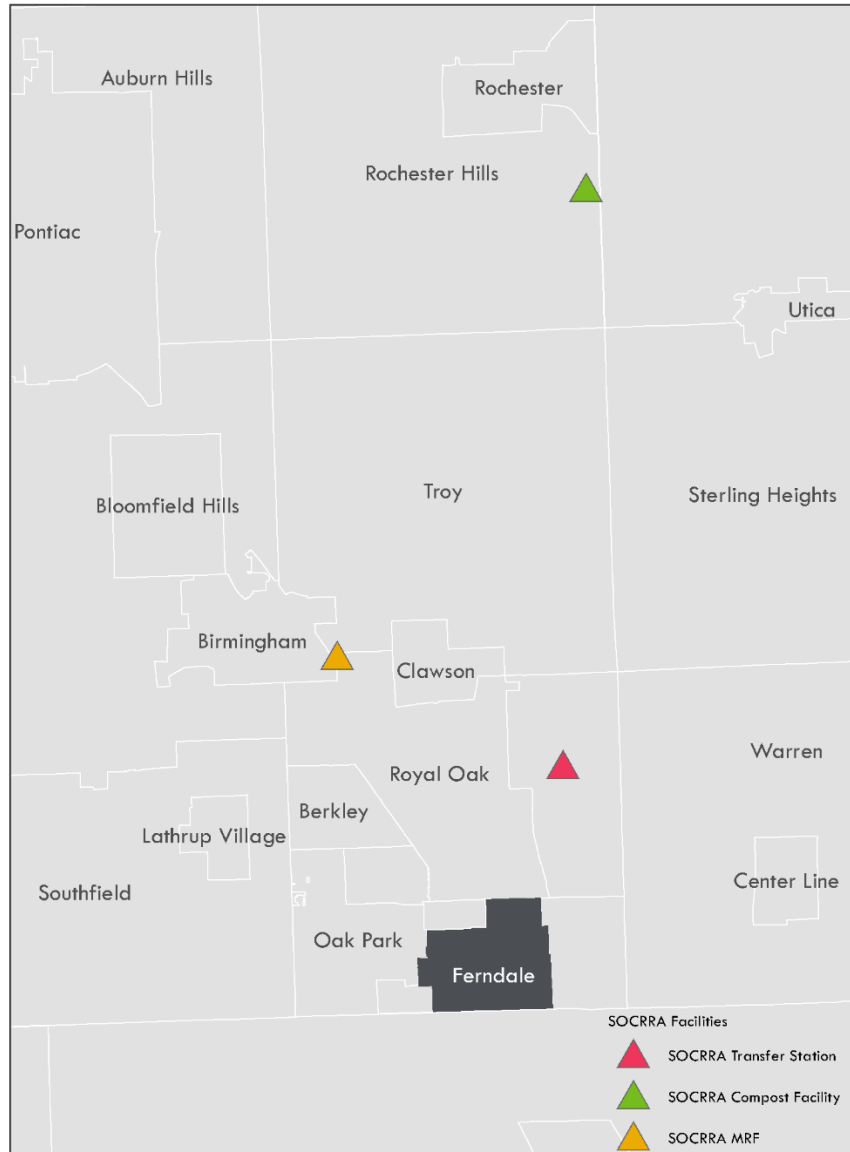 Auburn Hills
Rochester
Rochester Hills
Pontiac
Utica
Troy
Sterling Heights
Bloomfield Hills
Birmingham
Clawson
Warren
Royal Oak
Berkley
Lathrup Village
Center Line
Southfield
Oak Park
Ferndale
SOCRRA Facilities
SOCRRA Transfer Station
SOCRRA Compost Facility
SOCRRA MRF